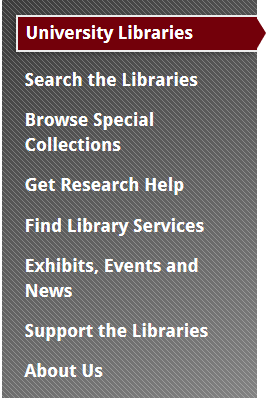 University Libraries
Search the Libraries
Browse Special
Collections
Get Research Help
Find Library Services
Exhibits, Events and
News
Support the Libraries
About Us